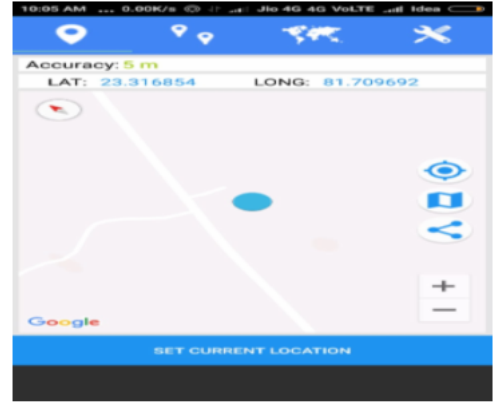 10:05 AM ... 0.00K/s Jio 4G 4G VoLTE Idea
Accuracy: 5 m
LAT: 23.316854 LONG: 81.709692
Google
SET CURRENT LOCATION